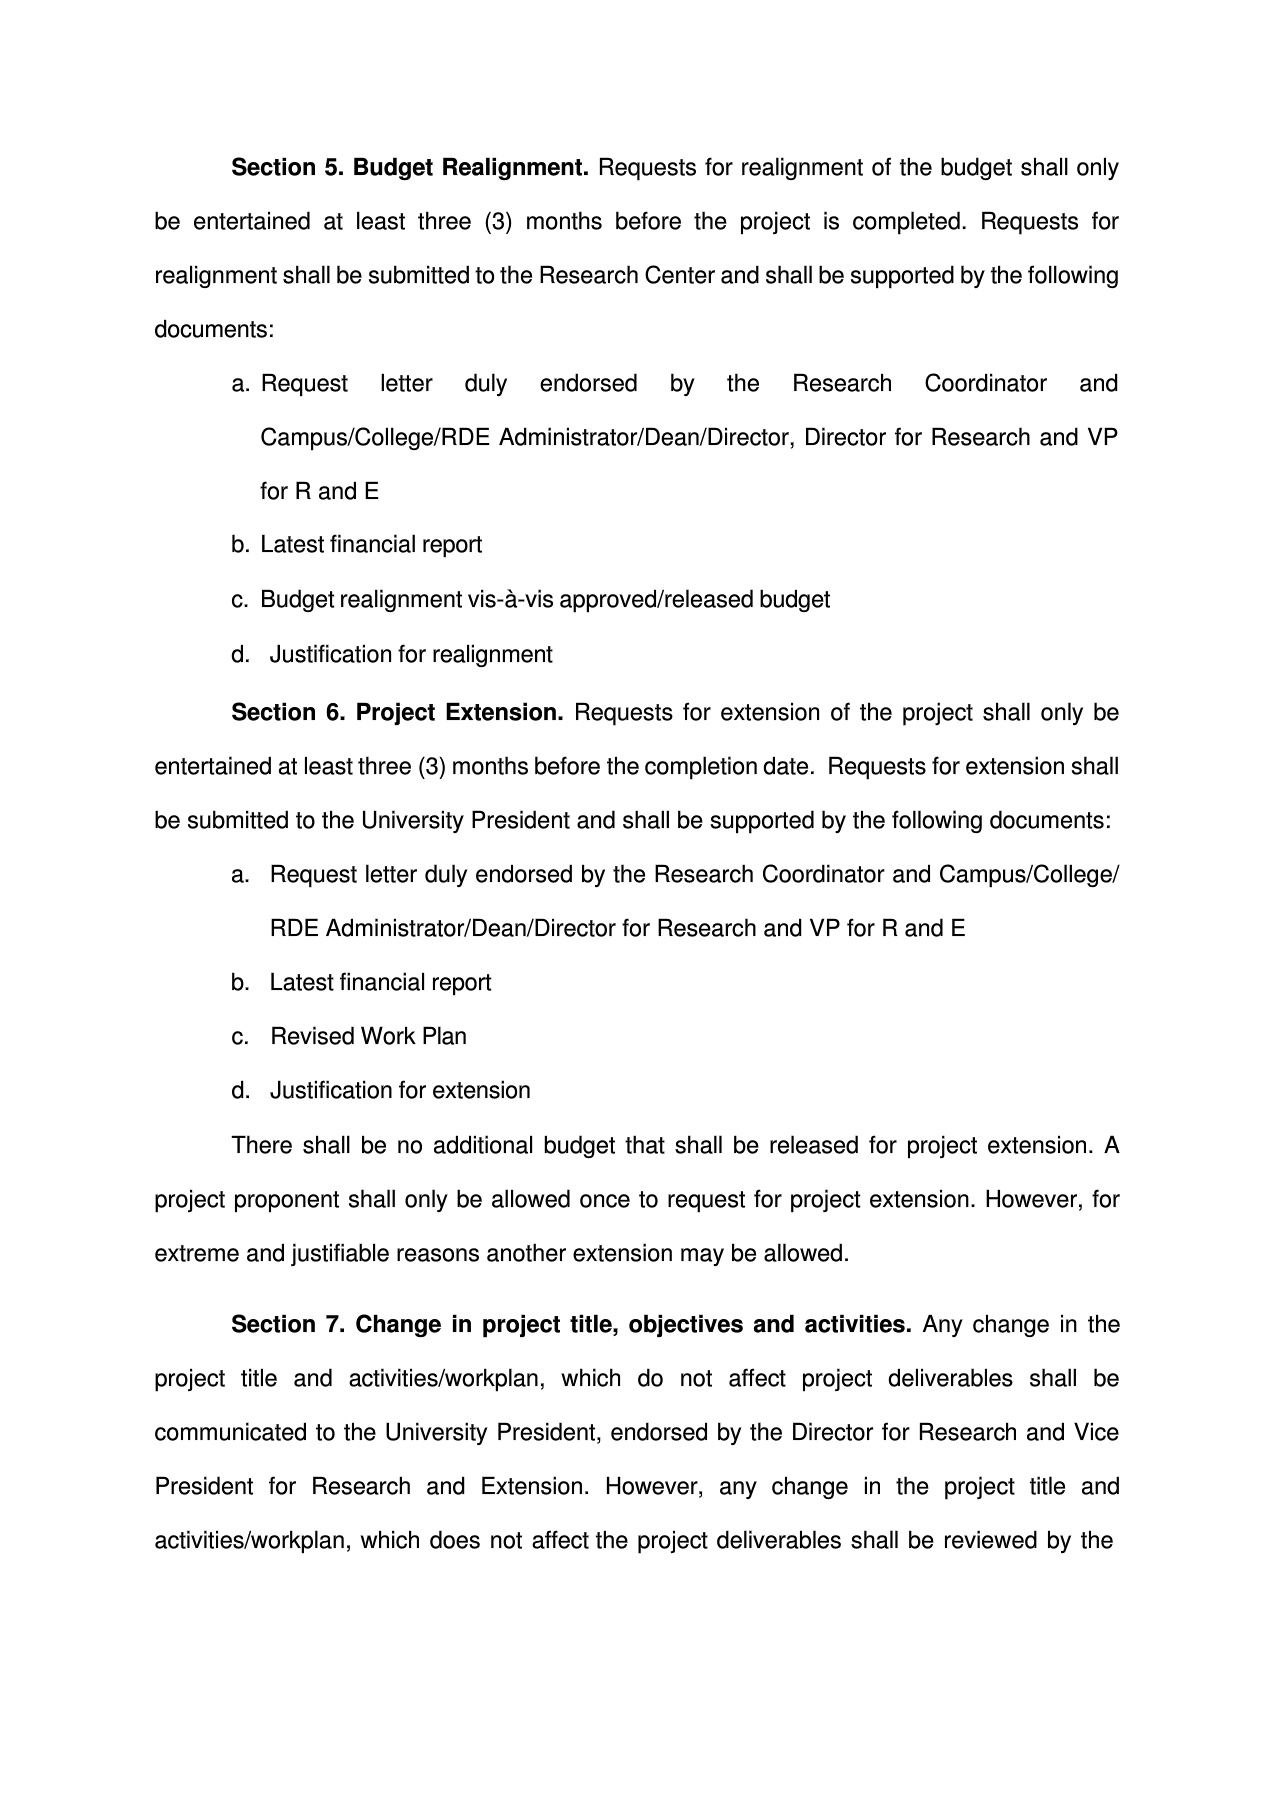 Section 5. Budget Realignment. Requests for realignment of the budget shall only
be entertained at least three (3) months before the project is completed. Requests for
realignment shall be submitted to the Research Center and shall be supported by the following
documents:
a. Request letter duly endorsed by the Research Coordinator and
Campus/College/RDE Administrator/Dean/Director, Director for Research and VP
for R and E
b. Latest financial report
c. Budget realignment vis-à-vis approved/released budget
d. Justification for realignment
Section 6. Project Extension. Requests for extension of the project shall only be
entertained at least three (3) months before the completion date. Requests for extension shall
be submitted to the University President and shall be supported by the following documents:
a. Request letter duly endorsed by the Research Coordinator and Campus/College/
RDE Administrator/Dean/Director for Research and VP for R and E
b. Latest financial report
c. Revised Work Plan
d. Justification for extension
There shall be no additional budget that shall be released for project extension. A
project proponent shall only be allowed once to request for project extension. However, for
extreme and justifiable reasons another extension may be allowed.
Section 7. Change in project title, objectives and activities. Any change in the
project title and activities/workplan, which do not affect project deliverables shall be
communicated to the University President, endorsed by the Director for Research and Vice
President for Research and Extension. However, any change in the project title and
activities/workplan, which does not affect the project deliverables shall be reviewed by the